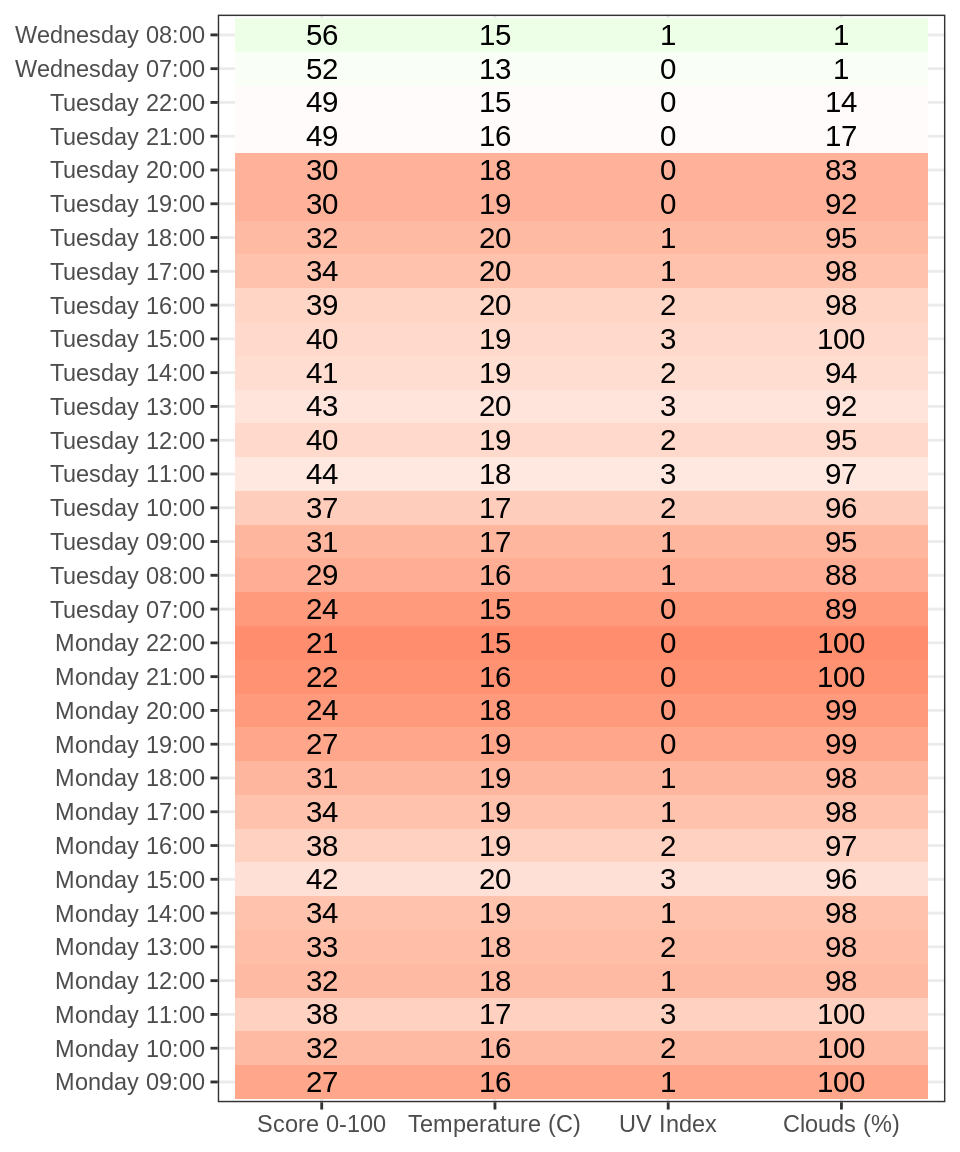 Wednesday 08:00 56 15 1 1
Wednesday 07:00 52 13 0 1
Tuesday 22:00 49 15 0 14
Tuesday 21:00 49 16 0 17
Tuesday 20:00 30 18 0 83
Tuesday 19:00 30 19 0 92
Tuesday 18:00 32 20 1 95
Tuesday 17:00 34 20 1 98
Tuesday 16:00 39 20 2 98
Tuesday 15:00 40 19 3 100
Tuesday 14:00 41 19 2 94
Tuesday 13:00 43 20 3 92
Tuesday 12:00 40 19 2 95
Tuesday 11:00 44 18 3 97
Tuesday 10:00 37 17 2 96
Tuesday 09:00 31 17 1 95
Tuesday 08:00 29 16 1 88
Tuesday 07:00 24 15 0 89
Monday 22:00 21 15 0 100
Monday 21:00 22 16 0 100
Monday 20:00 24 18 0 99
Monday 19:00 27 19 0 99
Monday 18:00 31 19 1 98
Monday 17:00 34 19 1 98
Monday 16:00 38 19 2 97
Monday 15:00 42 20 3 96
Monday 14:00 34 19 1 98
Monday 13:00 33 18 2 98
Monday 12:00 32 18 1 98
Monday 11:00 38 17 3 100
Monday 10:00 32 16 2 100
Monday 09:00 27 16 1 100
Score 0-100 Temperature (C) UV Index Clouds (%)